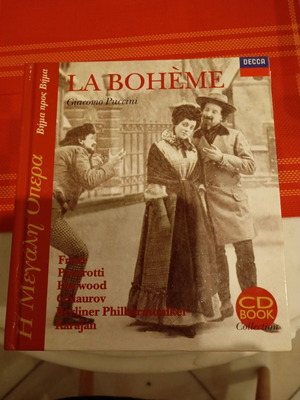 DECCA
LA BOHÈME
Giacomo Puccini
Η Μεγάλη Όπερα
Βήμα προς Βήμα
Freni
Pavarotti
Harwood
Ghiaurov
Berliner Philharmoniker
Karajan
CD
BOOK
Collection